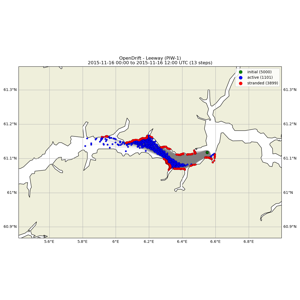 OpenDrift - Leeway (PIW-1)
2015-11-16 00:00 to 2015-11-16 12:00 UTC (13 steps)
initial (5000)
active (1101)
stranded (3899)
61.3°N
61.3°N
61.2°N
61.2°N
61.1°N
61.1°N
61°N
61°N
60.9°N
60.9°N
5.6°E
5.8°E
6°E
6.2°E
6.4°E
6.6°E
6.8°E